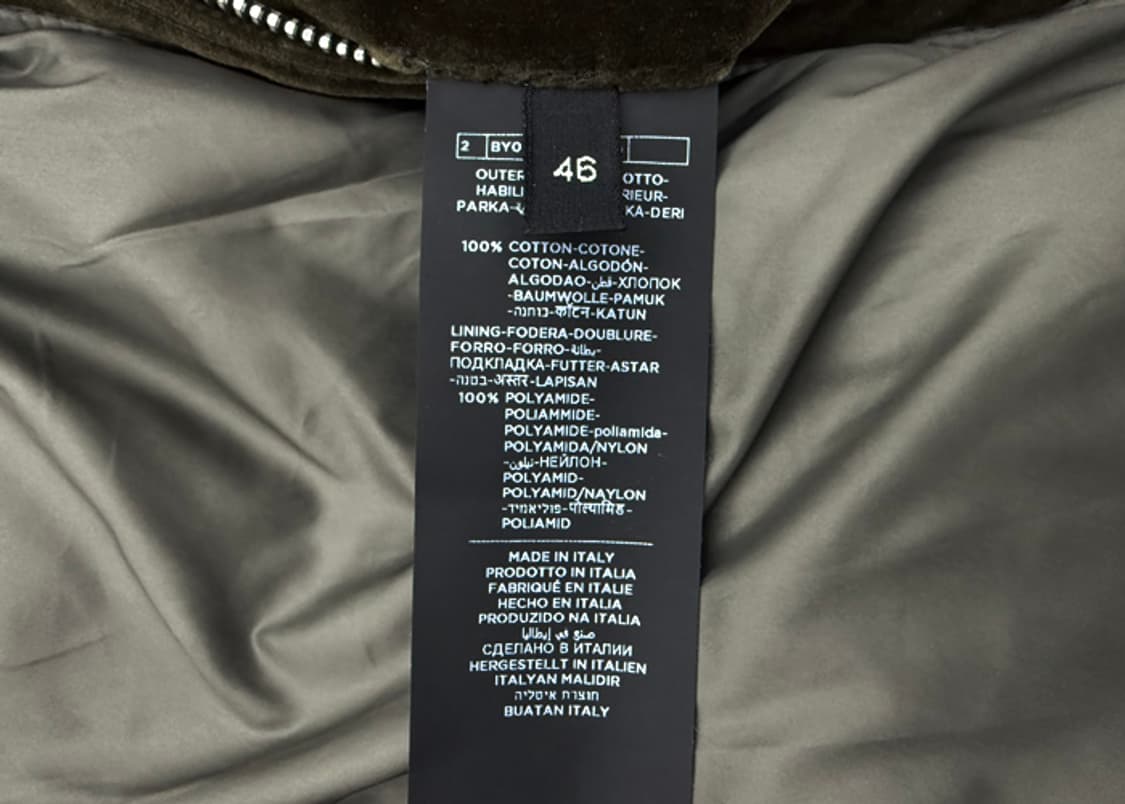 46
2 BYO
OUTER OTTO-
HABILL RIEUR-
PARKA- KA-DERI
100% COTTON-COTONE-
COTON-ALGODÓN-
ALGODAO-قطن-ХЛОПОК
-BAUMWOLLE-PAMUK
-כותנה-कॉटन-KATUN
LINING-FODERA-DOUBLURE-
FORRO-FORRO-بطانة-
ПОДКЛАДКА-FUTTER-ASTAR
-בטנה-अस्तर-LAPISAN
100% POLYAMIDE-
POLIAMMIDE-
POLYAMIDE-poliamida-
POLYAMIDA/NYLON
-نيلون-НЕЙЛОН-
POLYAMID-
POLYAMID/NAYLON
-פוליאמיד-पोल्यामिड-
POLIAMID
MADE IN ITALY
PRODOTTO IN ITALIA
FABRIQUÉ EN ITALIE
HECHO EN ITALIA
PRODUZIDO NA ITALIA
صنع في إيطاليا
СДЕЛАНО В ИТАЛИИ
HERGESTELLT IN ITALIEN
ITALYAN MALIDIR
תוצרת איטליה
BUATAN ITALY